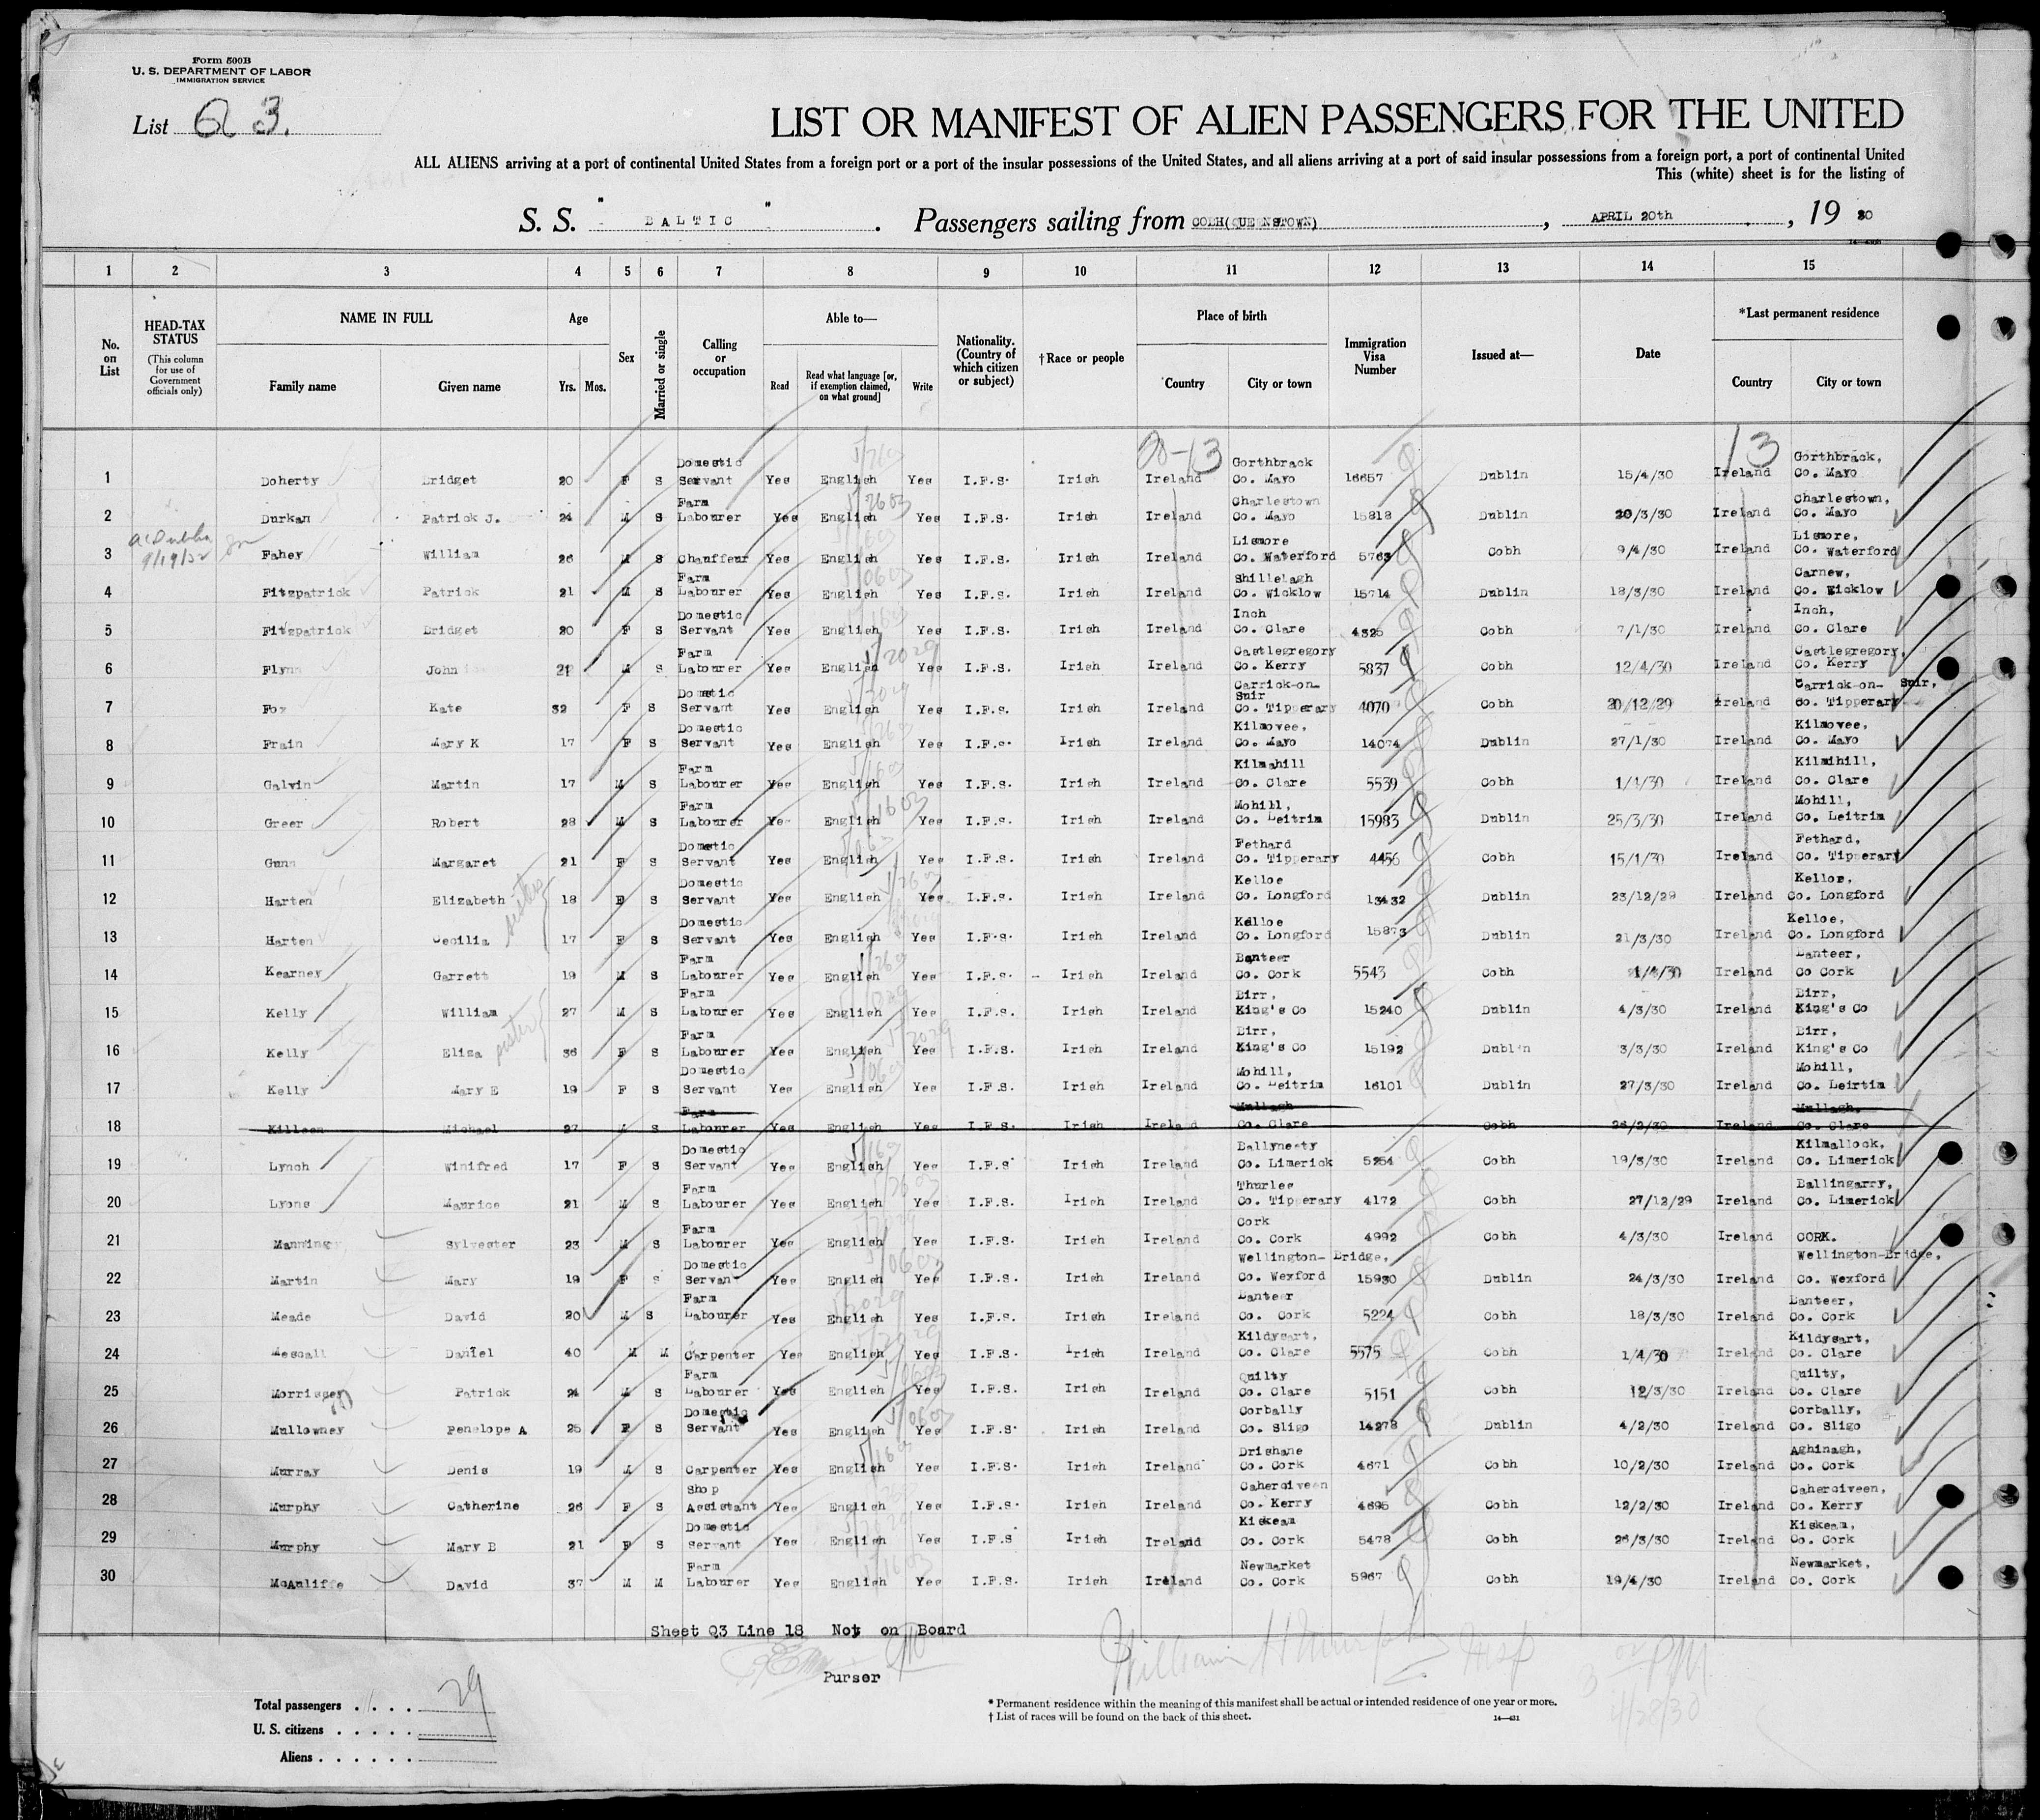 Form 500B
U. S. DEPARTMENT OF LABOR
IMMIGRATION SERVICE
List Q 3.
LIST OR MANIFEST OF ALIEN PASSENGERS FOR THE UNITED
ALL ALIENS arriving at a port of continental United States from a foreign port or a port of the insular possessions of the United States, and all aliens arriving at a port of said insular possessions from a foreign port, a port of continental United
This (white) sheet is for the listing of
S. S. "BALTIC". Passengers sailing from COBH(QUEENSTOWN), APRIL 20th, 19 30
1 2 3 4 5 6 7 8 9 10 11 12 13 14 15
No. on List
HEAD-TAX STATUS (This column for use of Government officials only)
NAME IN FULL Family name Given name
Age Yrs. Mos.
Sex
Married or single
Calling or occupation
Able to— Read Read what language [or, if exemption claimed, on what ground] Write
Nationality. (Country of which citizen or subject)
†Race or people
Place of birth Country City or town
Immigration Visa Number
Issued at—
Date
*Last permanent residence Country City or town
13
1 Doherty Bridget 20 F S Domestic Servant Yes English Yes I.F.S. Irish Ireland Gorthbrack Co. Mayo 16657 Dublin 15/4/30 Ireland Gorthbrack, Co. Mayo
2 Durkan Patrick J. 24 M S Farm Labourer Yes English Yes I.F.S. Irish Ireland Charlestown Co. Mayo 15818 Dublin 20/3/30 Ireland Charlestown, Co. Mayo
3 Fahey William 26 M S Chauffeur Yes English Yes I.F.S. Irish Ireland Lismore Co. Waterford 5763 Cobh 9/4/30 Ireland Lismore, Co. Waterford
4 Fitzpatrick Patrick 21 M S Farm Labourer Yes English Yes I.F.S. Irish Ireland Shillelagh Co. Wicklow 15714 Dublin 18/3/30 Ireland Carnew, Co. Wicklow
5 Fitzpatrick Bridget 20 F S Domestic Servant Yes English Yes I.F.S. Irish Ireland Inch Co. Clare 4325 Cobh 7/1/30 Ireland Inch, Co. Clare
6 Flynn John 21 M S Farm Labourer Yes English Yes I.F.S. Irish Ireland Castlegregory Co. Kerry 5837 Cobh 12/4/30 Ireland Castlegregory, Co. Kerry
7 Fox Kate 32 F S Domestic Servant Yes English Yes I.F.S. Irish Ireland Carrick-on-Suir Co. Tipperary 4070 Cobh 20/12/29 Ireland Carrick-on-Suir, Co. Tipperary
8 Frain Mary K 17 F S Domestic Servant Yes English Yes I.F.S. Irish Ireland Kilmovee, Co. Mayo 14074 Dublin 27/1/30 Ireland Kilmovee, Co. Mayo
9 Galvin Martin 17 M S Farm Labourer Yes English Yes I.F.S. Irish Ireland Kilmahill Co. Clare 5539 Cobh 1/4/30 Ireland Kilmihill, Co. Clare
10 Greer Robert 28 M S Farm Labourer Yes English Yes I.F.S. Irish Ireland Mohill, Co. Leitrim 15983 Dublin 25/3/30 Ireland Mohill, Co. Leitrim
11 Gunn Margaret 21 F S Domestic Servant Yes English Yes I.F.S. Irish Ireland Fethard Co. Tipperary 4456 Cobh 15/1/30 Ireland Fethard, Co. Tipperary
12 Harten Elizabeth sisters 18 F S Domestic Servant Yes English Yes I.F.S. Irish Ireland Kelloe Co. Longford 13432 Dublin 23/12/29 Ireland Kelloe, Co. Longford
13 Harten Cecilia 17 F S Domestic Servant Yes English Yes I.F.S. Irish Ireland Kelloe Co. Longford 15873 Dublin 21/3/30 Ireland Kelloe, Co. Longford
14 Kearney Garrett 19 M S Farm Labourer Yes English Yes I.F.S. Irish Ireland Banteer Co. Cork 5543 Cobh 1/4/30 Ireland Banteer, Co Cork
15 Kelly William 27 M S Farm Labourer Yes English Yes I.F.S. Irish Ireland Birr, King's Co 15240 Dublin 4/3/30 Ireland Birr, King's Co
16 Kelly Eliza 36 F S Farm Labourer Yes English Yes I.F.S. Irish Ireland Birr, King's Co 15192 Dublin 3/3/30 Ireland Birr, King's Co
17 Kelly Mary E 19 F S Domestic Servant Yes English Yes I.F.S. Irish Ireland Mohill, Co. Leitrim 16101 Dublin 27/3/30 Ireland Mohill, Co. Leirtim
18 Killeen Michael 27 M S Farm Labourer Yes English Yes I.F.S. Irish Ireland Mullagh Co. Clare Cobh 26/2/30 Ireland Mullagh, Co. Clare
19 Lynch Winifred 17 F S Domestic Servant Yes English Yes I.F.S Irish Ireland Ballyneety Co. Limerick 5254 Cobh 19/3/30 Ireland Kilmallock, Co. Limerick
20 Lyons Maurice 21 M S Farm Labourer Yes English Yes I.F.S. Irish Ireland Thurles Co. Tipperary 4172 Cobh 27/12/29 Ireland Ballingarry, Co. Limerick
21 Manning Sylvester 23 M S Farm Labourer Yes English Yes I.F.S. Irish Ireland Cork Co. Cork 4992 Cobh 4/3/30 Ireland CORK.
22 Martin Mary 19 F S Domestic Servant Yes English Yes I.F.S. Irish Ireland Wellington-Bridge, Co. Wexford 15930 Dublin 24/3/30 Ireland Wellington-Bridge, Co. Wexford
23 Meade David 20 M S Farm Labourer Yes English Yes I.F.S. Irish Ireland Banteer Co. Cork 5224 Cobh 18/3/30 Ireland Banteer, Co. Cork
24 Mescall Daniel 40 M M Carpenter Yes English Yes I.F.S. Irish Ireland Kildysart, Co. Clare 5575 Cobh 1/4/30 Ireland Kildysart, Co. Clare
25 Morrissey Patrick 24 M S Farm Labourer Yes English Yes I.F.S. Irish Ireland Quilty Co. Clare 5151 Cobh 12/3/30 Ireland Quilty, Co. Clare
26 Mullowney Penelope A 25 F S Domestic Servant Yes English Yes I.F.S. Irish Ireland Corbally Co. Sligo 14278 Dublin 4/2/30 Ireland Corbally, Co. Sligo
27 Murray Denis 19 M S Carpenter Yes English Yes I.F.S. Irish Ireland Drishane Co. Cork 4671 Cobh 10/2/30 Ireland Aghinagh, Co. Cork
28 Murphy Catherine 26 F S Shop Assistant Yes English Yes I.F.S. Irish Ireland Caherciveen Co. Kerry 4695 Cobh 12/2/30 Ireland Caherciveen, Co. Kerry
29 Murphy Mary B 21 F S Domestic Servant Yes English Yes I.F.S Irish Ireland Kiskeam Co. Cork 5478 Cobh 26/3/30 Ireland Kiskeam, Co. Cork
30 McAuliffe David 37 M M Farm Labourer Yes English Yes I.F.S. Irish Ireland Newmarket Co. Cork 5967 Cobh 19/4/30 Ireland Newmarket, Co. Cork
Sheet Q3 Line 18 Not on Board
Purser
William H Murphy Insp
4/28/30
Total passengers . . . . 29
U. S. citizens . . . . .
Aliens . . . . . .
* Permanent residence within the meaning of this manifest shall be actual or intended residence of one year or more.
† List of races will be found on the back of this sheet.